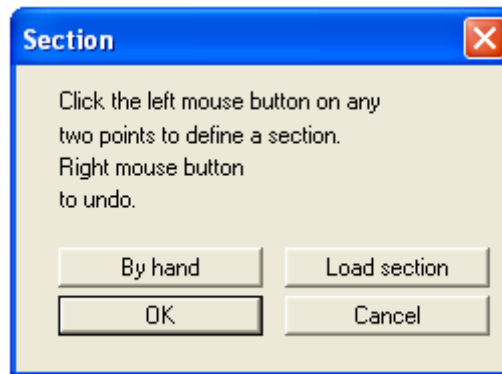 Section
Click the left mouse button on any
two points to define a section.
Right mouse button
to undo.
By hand
Load section
OK
Cancel